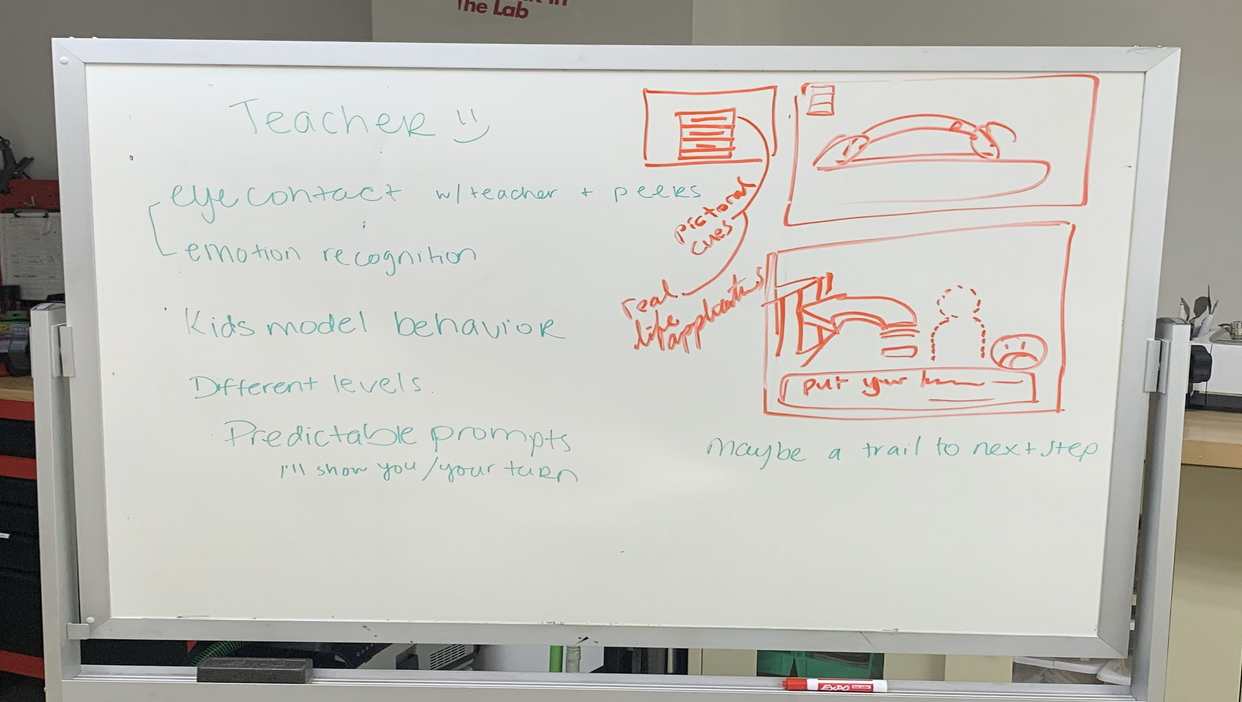 The Lab
Teacher
eye contact w/teacher + peers
emotion recognition
Kids model behavior
Different levels.
Predictable prompts
I'll show you/your turn
pictoral
cues
real
life
applications
put your
Maybe a trail to next step
EXPO